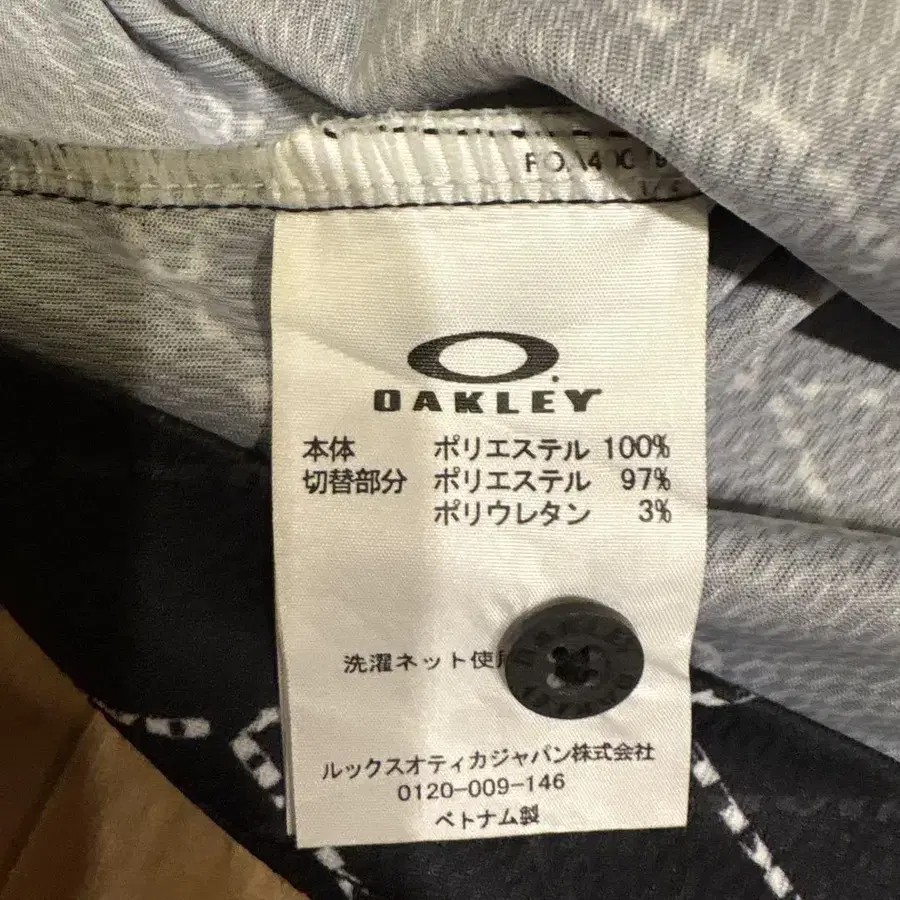 OAKLEY
本体 ポリエステル 100%
切替部分 ポリエステル 97%
ポリウレタン 3%
洗濯ネット使用
ルックスオティカジャパン株式会社
0120-009-146
ベトナム製